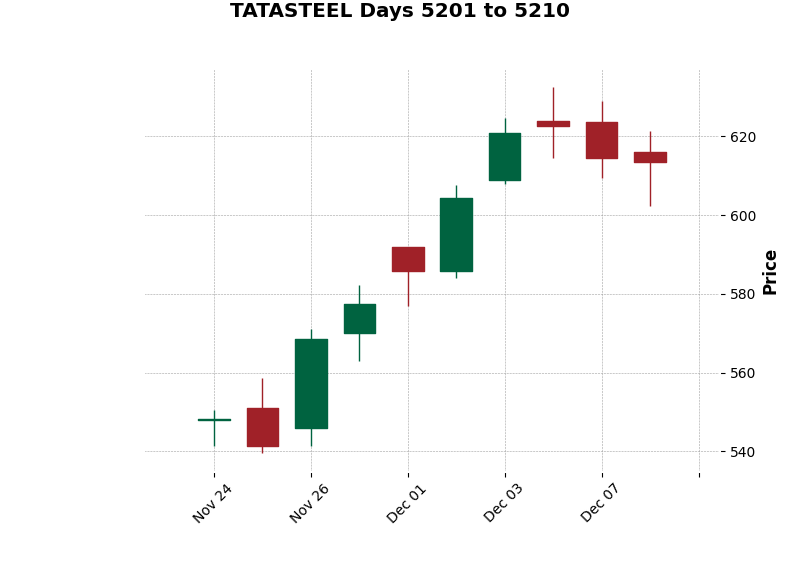 TATASTEEL Days 5201 to 5210
620
600
580
560
540
Price
Nov 24
Nov 26
Dec 01
Dec 03
Dec 07